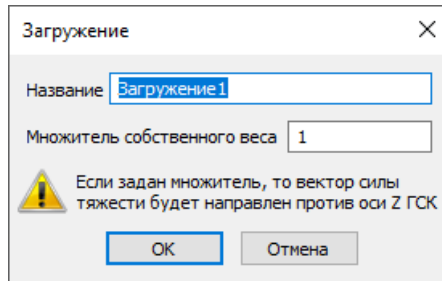 Загружение
Название Загружение1
Множитель собственного веса 1
Если задан множитель, то вектор силы
тяжести будет направлен против оси Z ГСК
OK Отмена